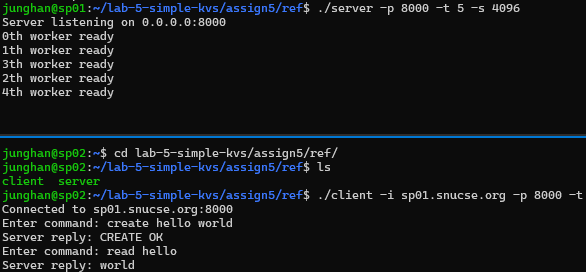 junghan@sp01:~/lab-5-simple-kvs/assign5/ref$ ./server -p 8000 -t 5 -s 4096
Server listening on 0.0.0.0:8000
0th worker ready
1th worker ready
3th worker ready
2th worker ready
4th worker ready
junghan@sp02:~$ cd lab-5-simple-kvs/assign5/ref/
junghan@sp02:~/lab-5-simple-kvs/assign5/ref$ ls
client  server
junghan@sp02:~/lab-5-simple-kvs/assign5/ref$ ./client -i sp01.snucse.org -p 8000 -t
Connected to sp01.snucse.org:8000
Enter command: create hello world
Server reply: CREATE OK
Enter command: read hello
Server reply: world